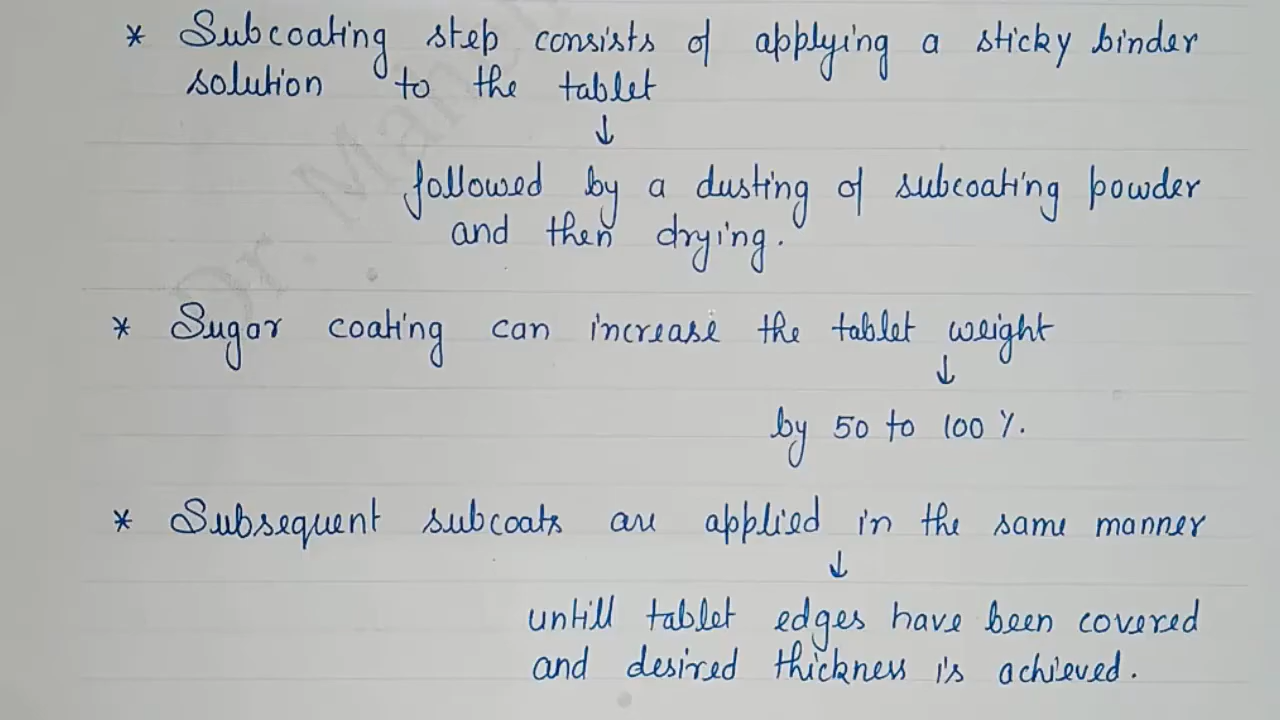 * Subcoating step consists of applying a sticky binder
solution to the tablet
↓
followed by a dusting of subcoating powder
and then drying.
* Sugar coating can increase the tablet weight
↓
by 50 to 100 %.
* Subsequent subcoats are applied in the same manner
↓
untill tablet edges have been covered
and desired thickness is achieved.